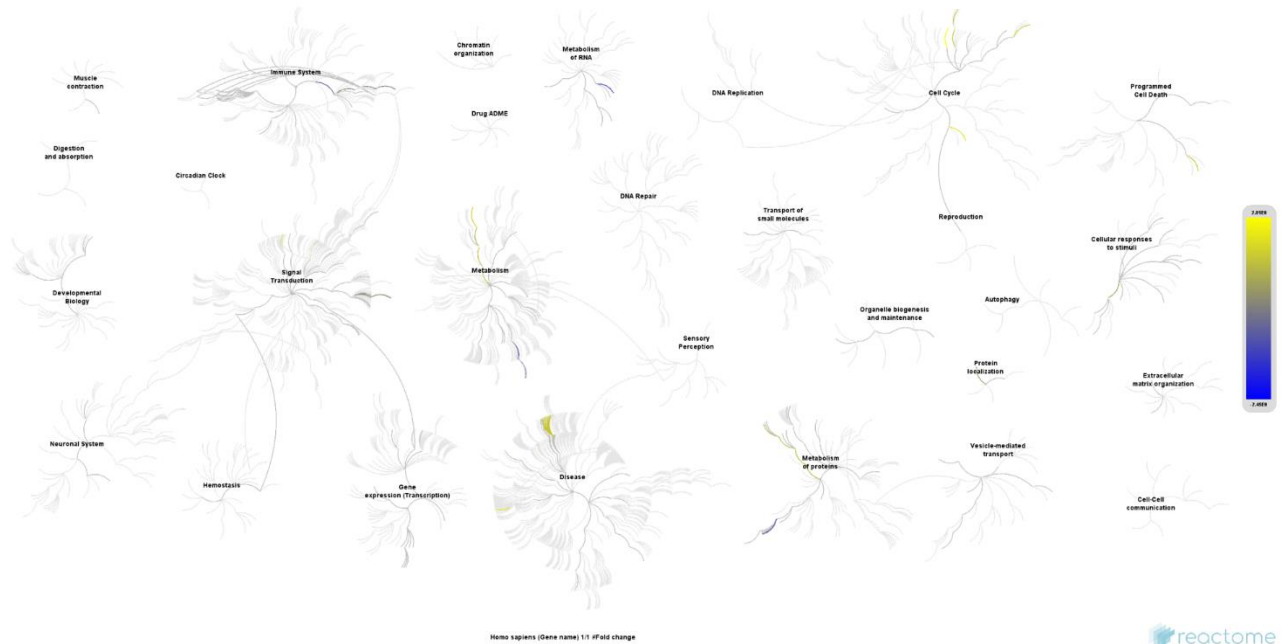 Chromatin
organization
Metabolism
of RNA
Immune System
Muscle
contraction
DNA Replication
Cell Cycle
Programmed
Cell Death
Drug ADME
Digestion
and absorption
Circadian Clock
DNA Repair
Transport of
small molecules
Reproduction
Cellular responses
to stimuli
Signal
Transduction
Metabolism
Developmental
Biology
Autophagy
Organelle biogenesis
and maintenance
Sensory
Perception
Protein
localization
Extracellular
matrix organization
Neuronal System
Hemostasis
Gene
expression (Transcription)
Disease
Metabolism
of proteins
Vesicle-mediated
transport
Cell-Cell
communication
Homo sapiens (Gene name) 1/1 #Fold change
reactome